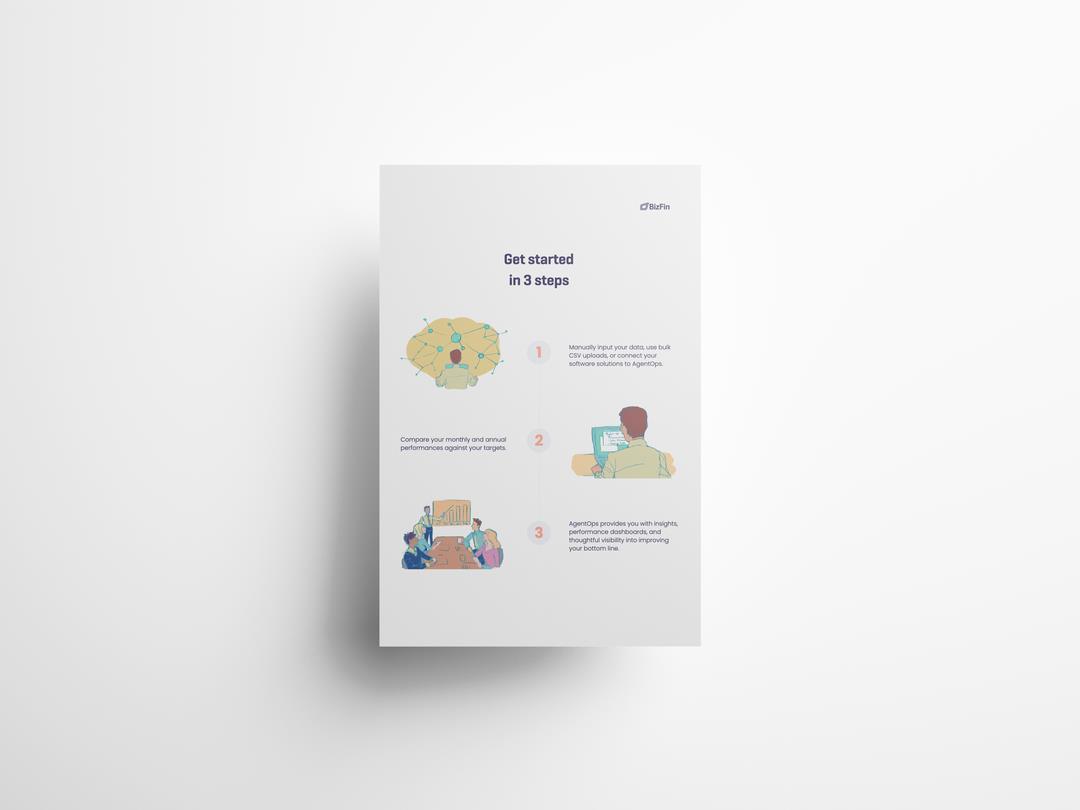 BizFin
Get started
in 3 steps
1
Manually input your data, use bulk
CSV uploads, or connect your
software solutions to AgentOps.
Compare your monthly and annual
performances against your targets.
2
3
AgentOps provides you with insights,
performance dashboards, and
thoughtful visibility into improving
your bottom line.